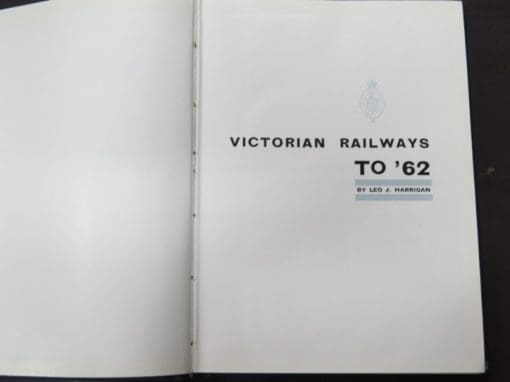 VICTORIAN RAILWAYS
TO '62
BY LEO J. HARRIGAN